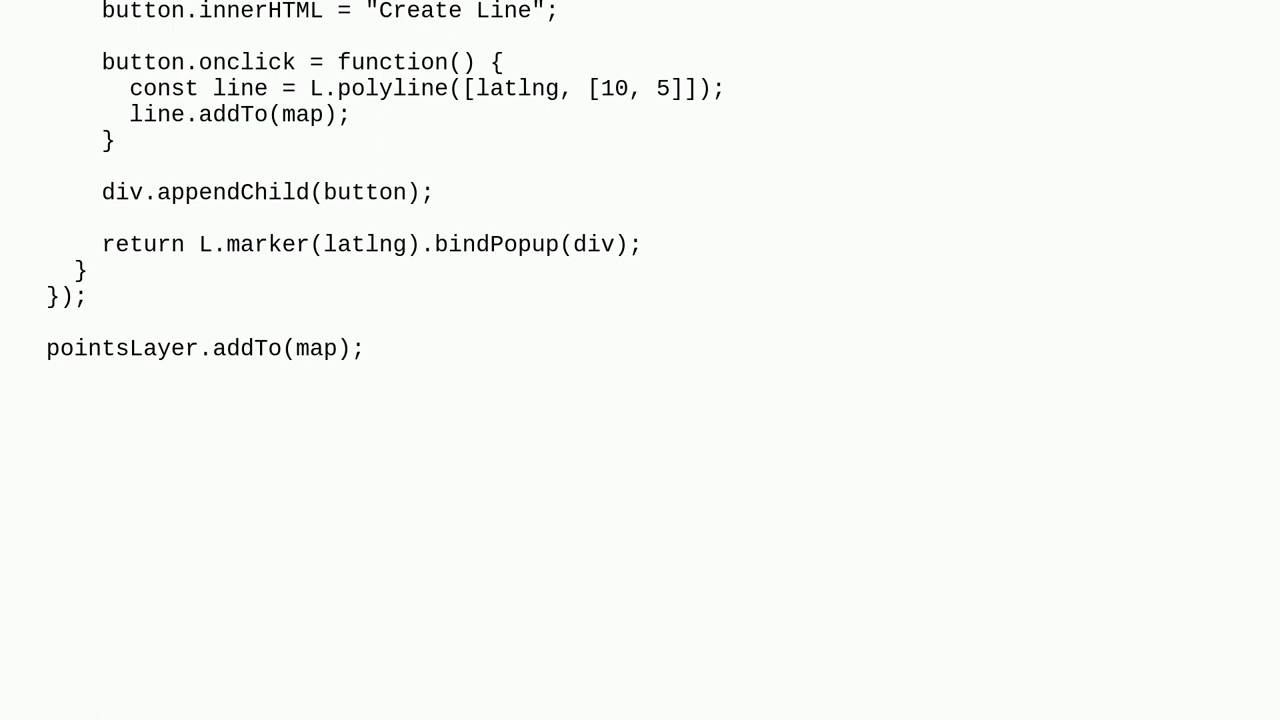 button.innerHTML = "Create Line";
button.onclick = function() {
const line = L.polyline([latlng, [10, 5]]);
line.addTo(map);
}
div.appendChild(button);
return L.marker(latlng).bindPopup(div);
}
});
pointsLayer.addTo(map);